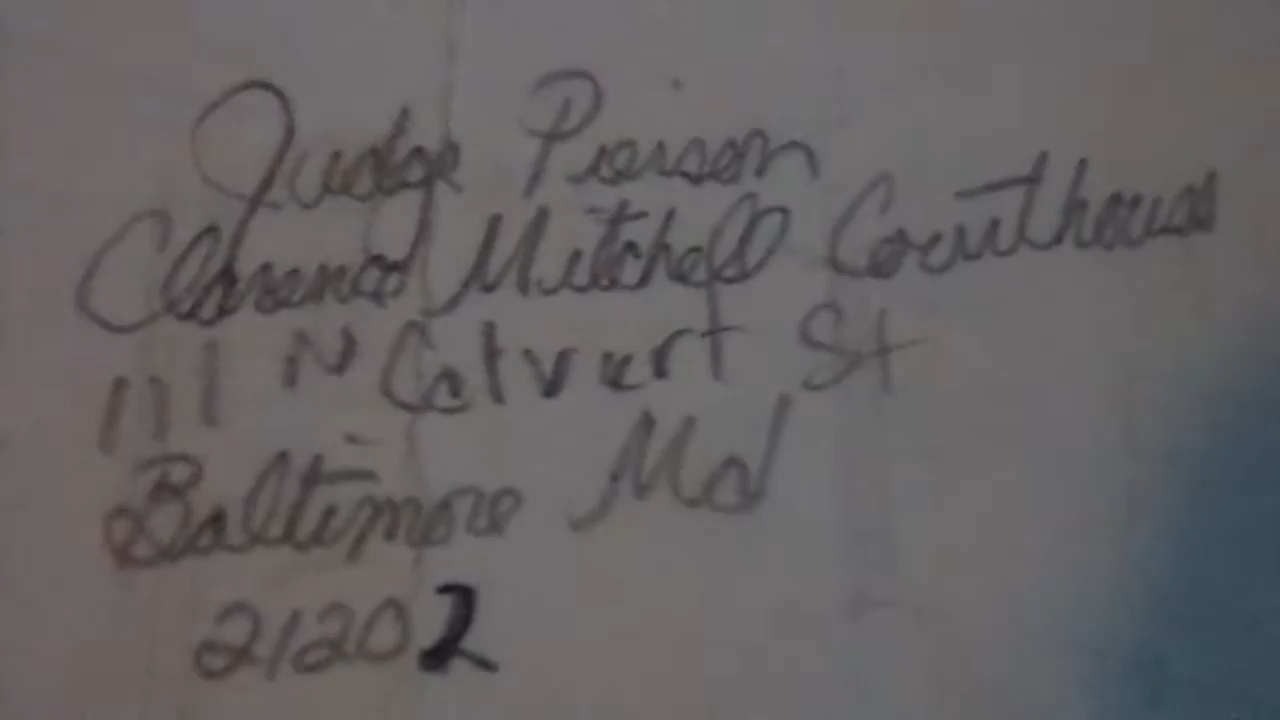 Judge Pierson
Clarence Mitchell Courthouse
111 N Calvert St
Baltimore Md
21202